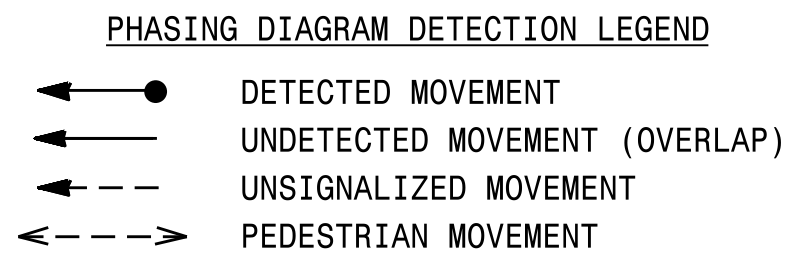 PHASING DIAGRAM DETECTION LEGEND
DETECTED MOVEMENT
UNDETECTED MOVEMENT (OVERLAP)
UNSIGNALIZED MOVEMENT
PEDESTRIAN MOVEMENT